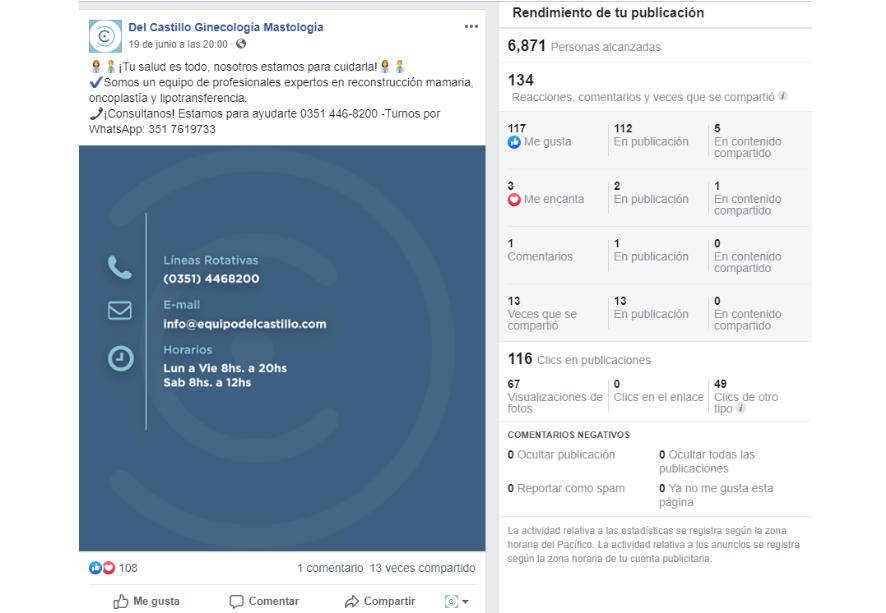 Del Castillo Ginecología Mastología
19 de junio a las 20:00 ·
¡Tu salud es todo, nosotros estamos para cuidarla!
Somos un equipo de profesionales expertos en reconstrucción mamaria,
oncoplastía y lipotransferencia.
¡Consultanos! Estamos para ayudarte 0351 446-8200 -Turnos por
WhatsApp: 351 7619733
Líneas Rotativas
(0351) 4468200
E-mail
info@equipodelcastillo.com
Horarios
Lun a Vie 8hs. a 20hs
Sab 8hs. a 12hs
108
1 comentario 13 veces compartido
Me gusta Comentar Compartir
Rendimiento de tu publicación
6,871 Personas alcanzadas
134
Reacciones, comentarios y veces que se compartió
117
Me gusta
112
En publicación
5
En contenido
compartido
3
Me encanta
2
En publicación
1
En contenido
compartido
1
Comentarios
1
En publicación
0
En contenido
compartido
13
Veces que se
compartió
13
En publicación
0
En contenido
compartido
116 Clics en publicaciones
67
Visualizaciones de
fotos
0
Clics en el enlace
49
Clics de otro
tipo
COMENTARIOS NEGATIVOS
0 Ocultar publicación
0 Ocultar todas las
publicaciones
0 Reportar como spam
0 Ya no me gusta esta
página
La actividad relativa a las estadísticas se registra según la zona
horaria del Pacífico. La actividad relativa a los anuncios se registra
según la zona horaria de tu cuenta publicitaria.